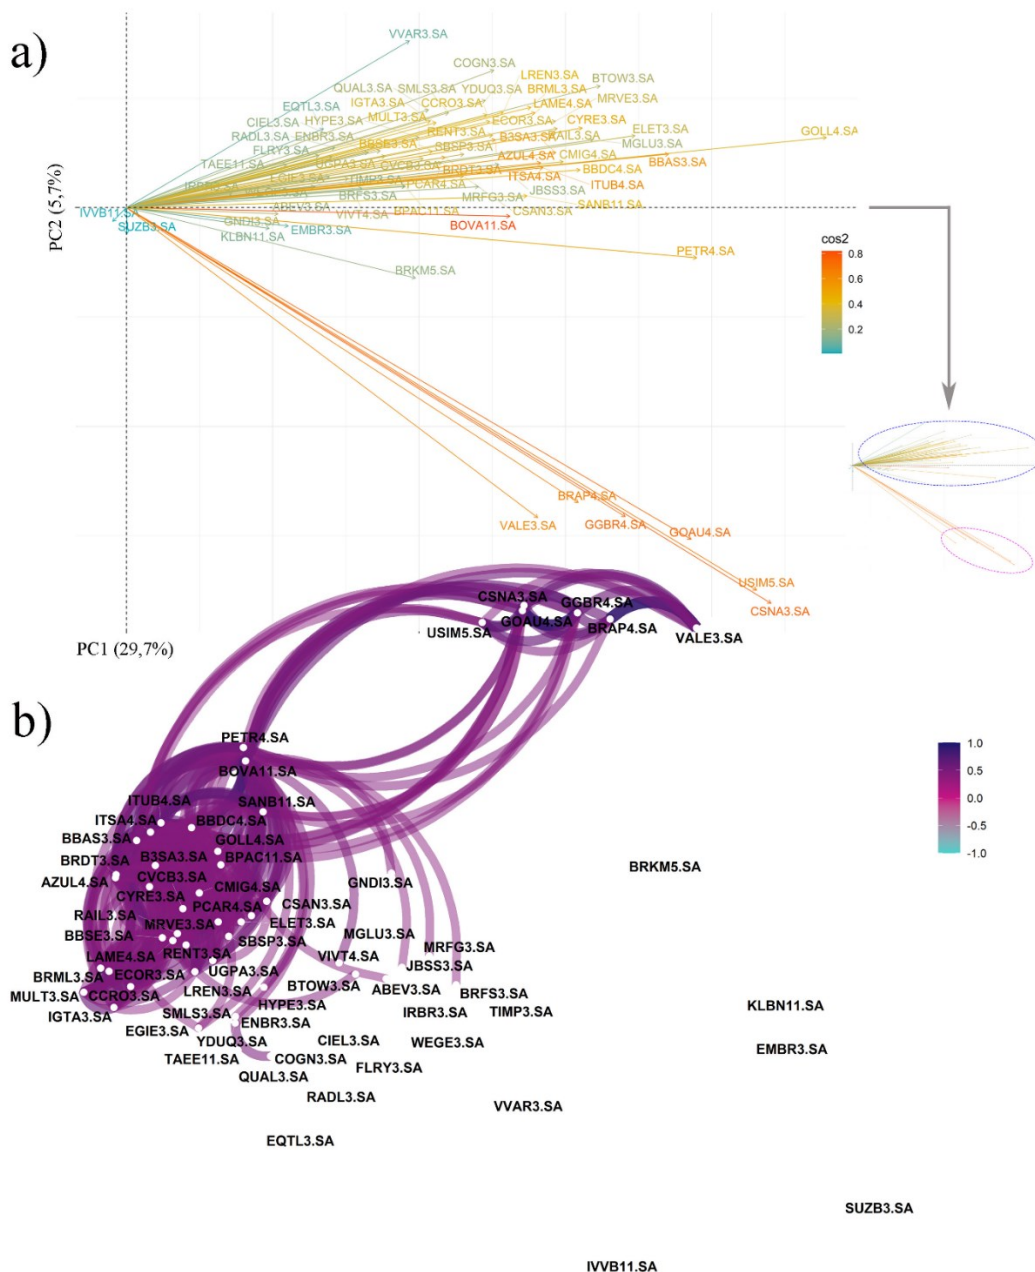 a)
VVAR3.SA
COGN3.SA
LREN3.SA
QUAL3.SA SMLS3.SA YDUQ3.SA BRML3.SA BTOW3.SA
IGTA3.SA CCRO3.SA LAME4.SA MRVE3.SA
EQTL3.SA MULT3.SA
CIEL3.SA HYPE3.SA ECOR3.SA CYRE3.SA
RADL3.SA ENBR3.SA RENT3.SA B3SA3.SA RAIL3.SA ELET3.SA GOLL4.SA
FLRY3.SA BBSE3.SA SBSP3.SA MGLU3.SA
TAEE11.SA UGPA3.SA CVCB3.SA AZUL4.SA CMIG4.SA BBAS3.SA
BRDT3.SA BBDC4.SA
EGIE3.SA TIMP3.SA PCAR4.SA ITSA4.SA ITUB4.SA
BRFS3.SA MRFG3.SA JBSS3.SA
IVVB11.SA ABEV3.SA VIVT4.SA BPAC11.SA CSAN3.SA SANB11.SA
SUZB3.SA GNDI3.SA EMBR3.SA BOVA11.SA
KLBN11.SA
PETR4.SA
BRKM5.SA
PC2 (5,7%)
cos2
0.8
0.6
0.4
0.2
BRAP4.SA
VALE3.SA GGBR4.SA
GOAU4.SA
USIM5.SA
CSNA3.SA
PC1 (29,7%)
b)
CSNA3.SA GGBR4.SA
GOAU4.SA
USIM5.SA BRAP4.SA VALE3.SA
PETR4.SA
BOVA11.SA
1.0
0.5
0.0
-0.5
-1.0
ITUB4.SA SANB11.SA
ITSA4.SA BBDC4.SA
BBAS3.SA GOLL4.SA
BRDT3.SA B3SA3.SA BPAC11.SA
BRKM5.SA
AZUL4.SA CVCB3.SA GNDI3.SA
CYRE3.SA CMIG4.SA
RAIL3.SA PCAR4.SA CSAN3.SA
BBSE3.SA MRVE3.SA ELET3.SA MGLU3.SA
SBSP3.SA MRFG3.SA
LAME4.SA RENT3.SA VIVT4.SA JBSS3.SA
BRML3.SA ECOR3.SA UGPA3.SA
MULT3.SA CCRO3.SA LREN3.SA BTOW3.SA ABEV3.SA BRFS3.SA
IGTA3.SA SMLS3.SA HYPE3.SA IRBR3.SA TIMP3.SA KLBN11.SA
EGIE3.SA ENBR3.SA
YDUQ3.SA CIEL3.SA WEGE3.SA EMBR3.SA
TAEE11.SA COGN3.SA
QUAL3.SA FLRY3.SA
RADL3.SA VVAR3.SA
EQTL3.SA
SUZB3.SA
IVVB11.SA